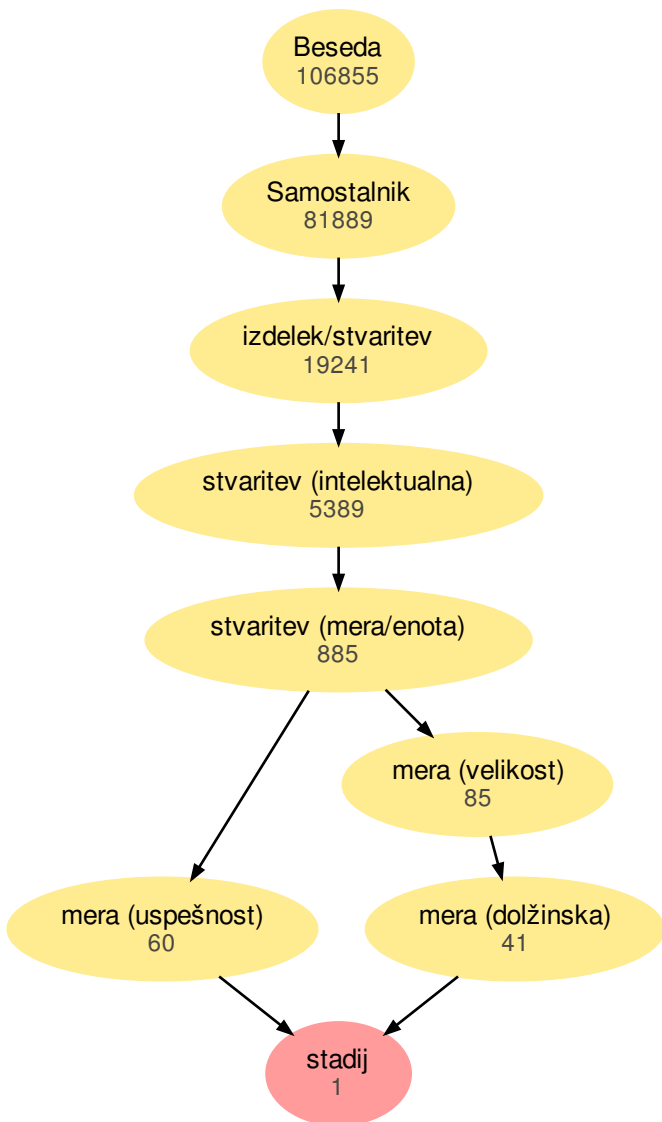 Beseda
106855
Samostalnik
81889
izdelek/stvaritev
19241
stvaritev (intelektualna)
5389
stvaritev (mera/enota)
885
mera (velikost)
85
mera (uspešnost)
60
mera (dolžinska)
41
stadij
1